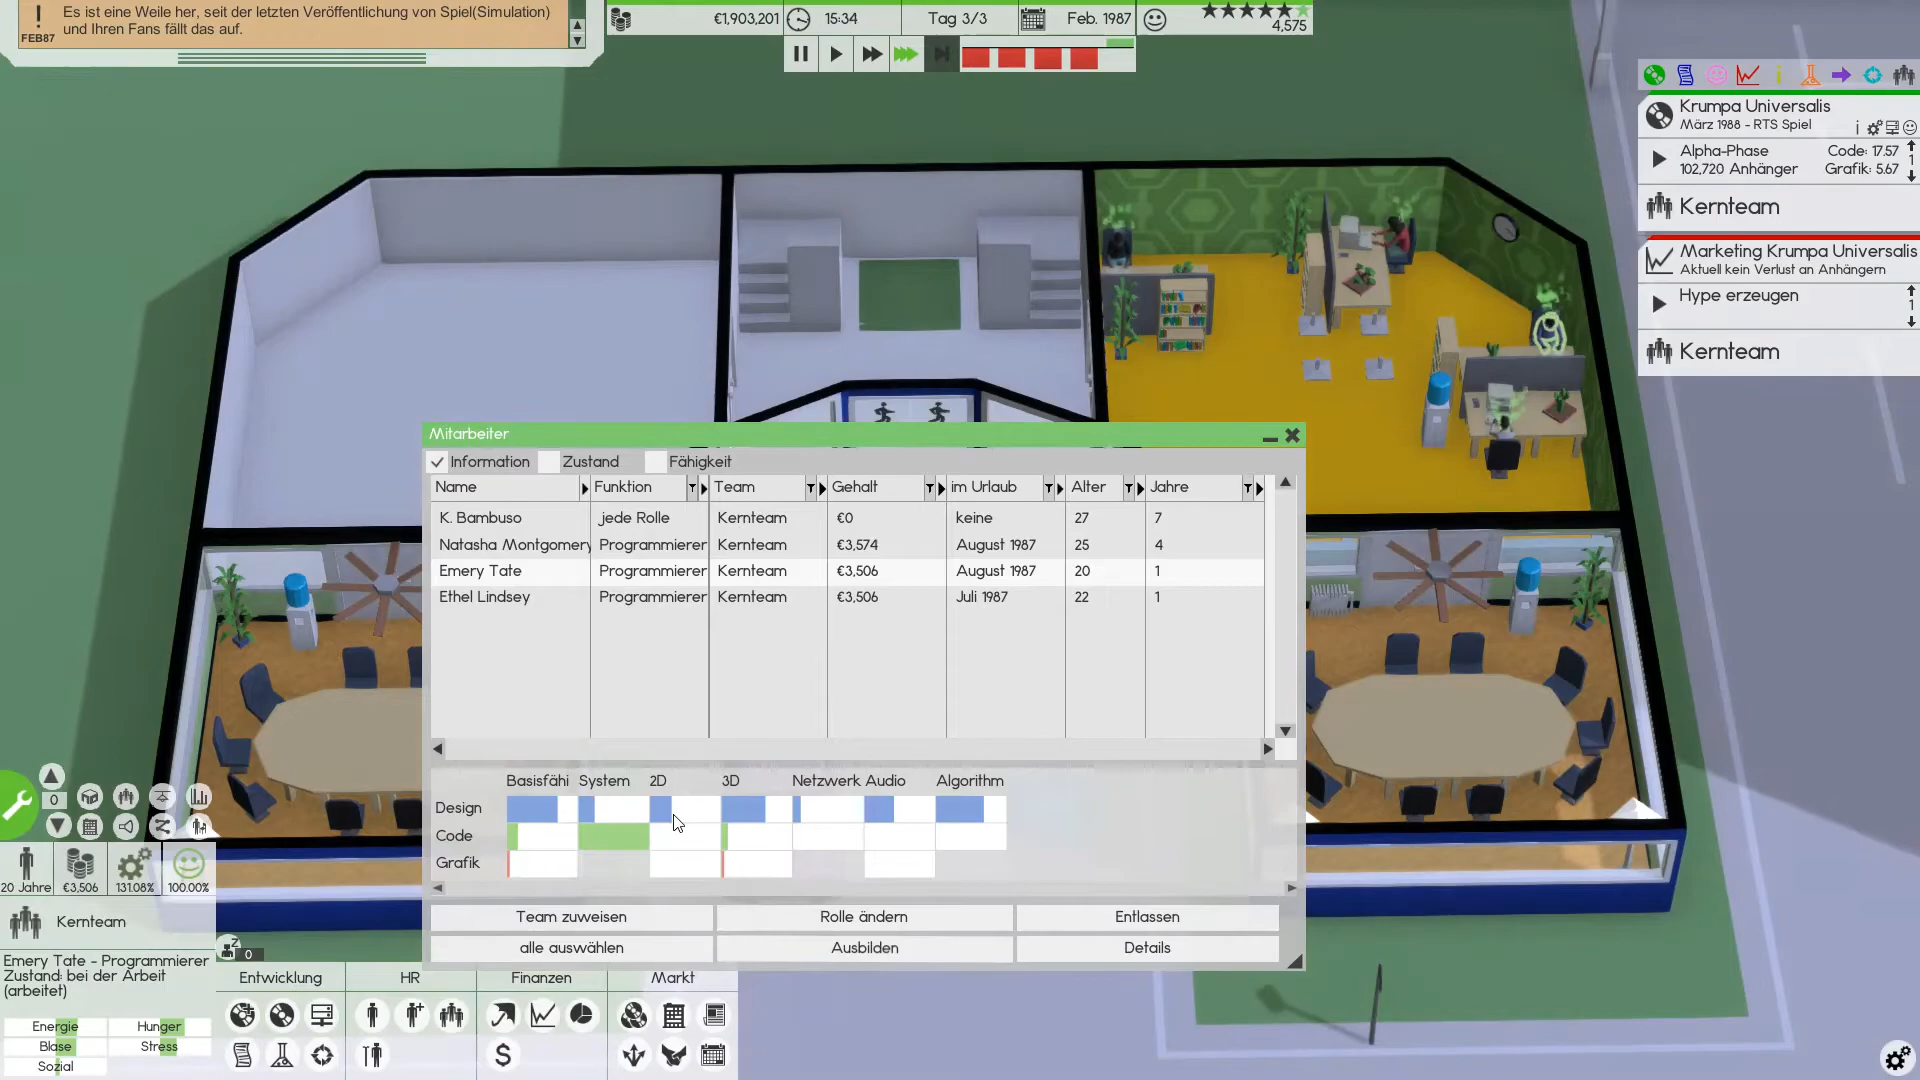 Es ist eine Weile her, seit der letzten Veröffentlichung von Spiel(Simulation)
und Ihren Fans fällt das auf.
FEB87
€1,903,201
15:34
Tag 3/3
Feb. 1987
4,575
Krumpa Universalis
März 1988 - RTS Spiel
Alpha-Phase
Code: 17.57
102,720 Anhänger
Grafik: 5.67
1
Kernteam
Marketing Krumpa Universalis
Aktuell kein Verlust an Anhängern
Hype erzeugen
1
Kernteam
Mitarbeiter
Information
Zustand
Fähigkeit
Name Funktion Team Gehalt im Urlaub Alter Jahre
K. Bambuso jede Rolle Kernteam €0 keine 27 7
Natasha Montgomery Programmierer Kernteam €3,574 August 1987 25 4
Emery Tate Programmierer Kernteam €3,506 August 1987 20 1
Ethel Lindsey Programmierer Kernteam €3,506 Juli 1987 22 1
Basisfähi System 2D 3D Netzwerk Audio Algorithm
Design
Code
Grafik
Team zuweisen
Rolle ändern
Entlassen
alle auswählen
Ausbilden
Details
0
20 Jahre
€3,506
131.08%
100.00%
Kernteam
Emery Tate - Programmierer
Zustand: bei der Arbeit
(arbeitet)
Energie
Hunger
Blase
Stress
Sozial
Z
0
Entwicklung
HR
Finanzen
Markt